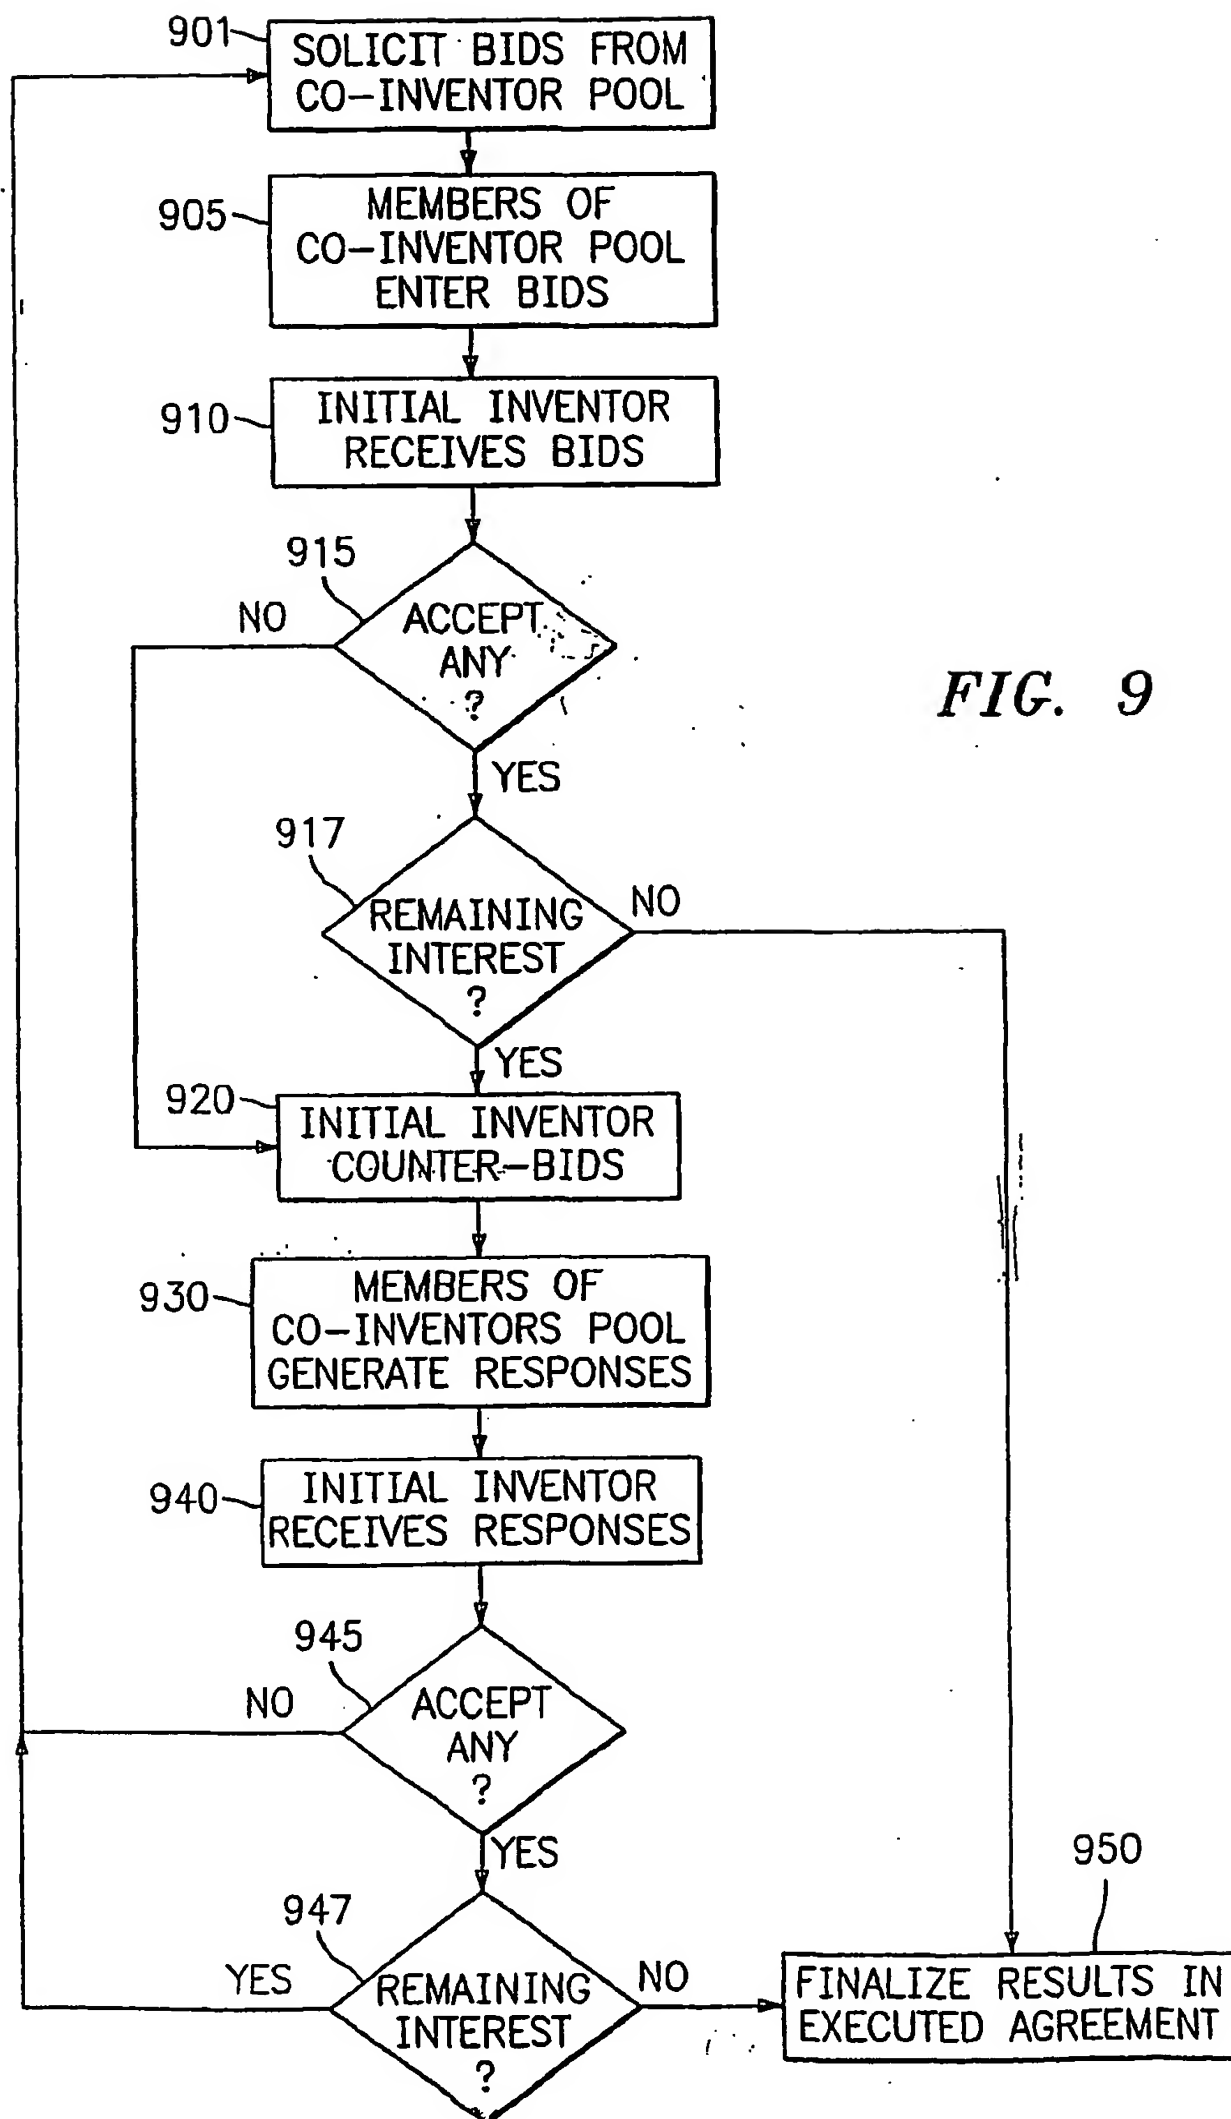 901
SOLICIT BIDS FROM
CO-INVENTOR POOL
905
MEMBERS OF
CO-INVENTOR POOL
ENTER BIDS
910
INITIAL INVENTOR
RECEIVES BIDS
915
NO
ACCEPT
ANY
?
YES
FIG. 9
917
REMAINING
INTEREST
?
NO
YES
920
INITIAL INVENTOR
COUNTER-BIDS
930
MEMBERS OF
CO-INVENTORS POOL
GENERATE RESPONSES
940
INITIAL INVENTOR
RECEIVES RESPONSES
945
NO
ACCEPT
ANY
?
YES
947
YES
REMAINING
INTEREST
?
NO
950
FINALIZE RESULTS IN
EXECUTED AGREEMENT